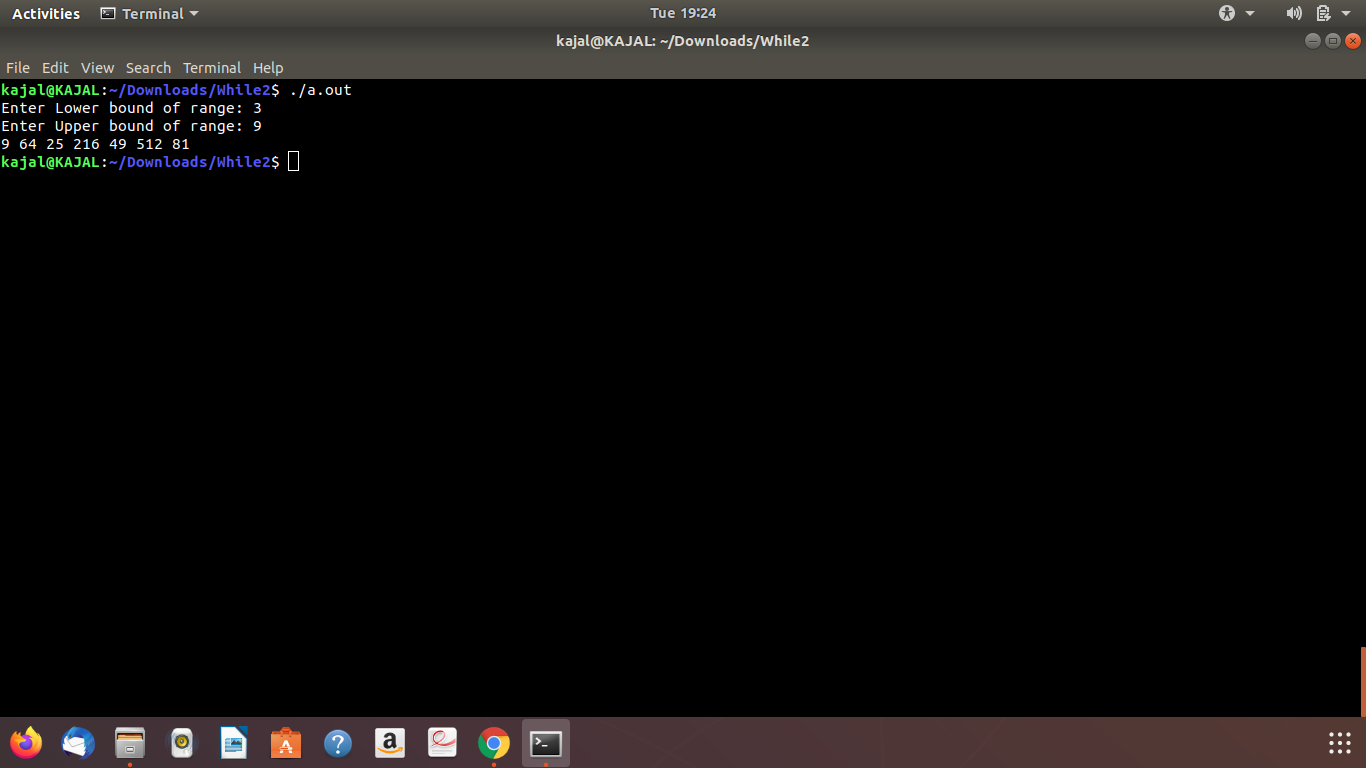 Activities Terminal Tue 19:24
kajal@KAJAL: ~/Downloads/While2
File Edit View Search Terminal Help
kajal@KAJAL:~/Downloads/While2$ ./a.out
Enter Lower bound of range: 3
Enter Upper bound of range: 9
9 64 25 216 49 512 81
kajal@KAJAL:~/Downloads/While2$